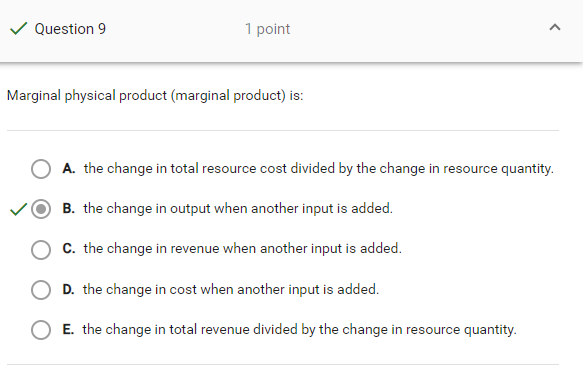 Question 9 1 point
Marginal physical product (marginal product) is:
A. the change in total resource cost divided by the change in resource quantity.
B. the change in output when another input is added.
C. the change in revenue when another input is added.
D. the change in cost when another input is added.
E. the change in total revenue divided by the change in resource quantity.